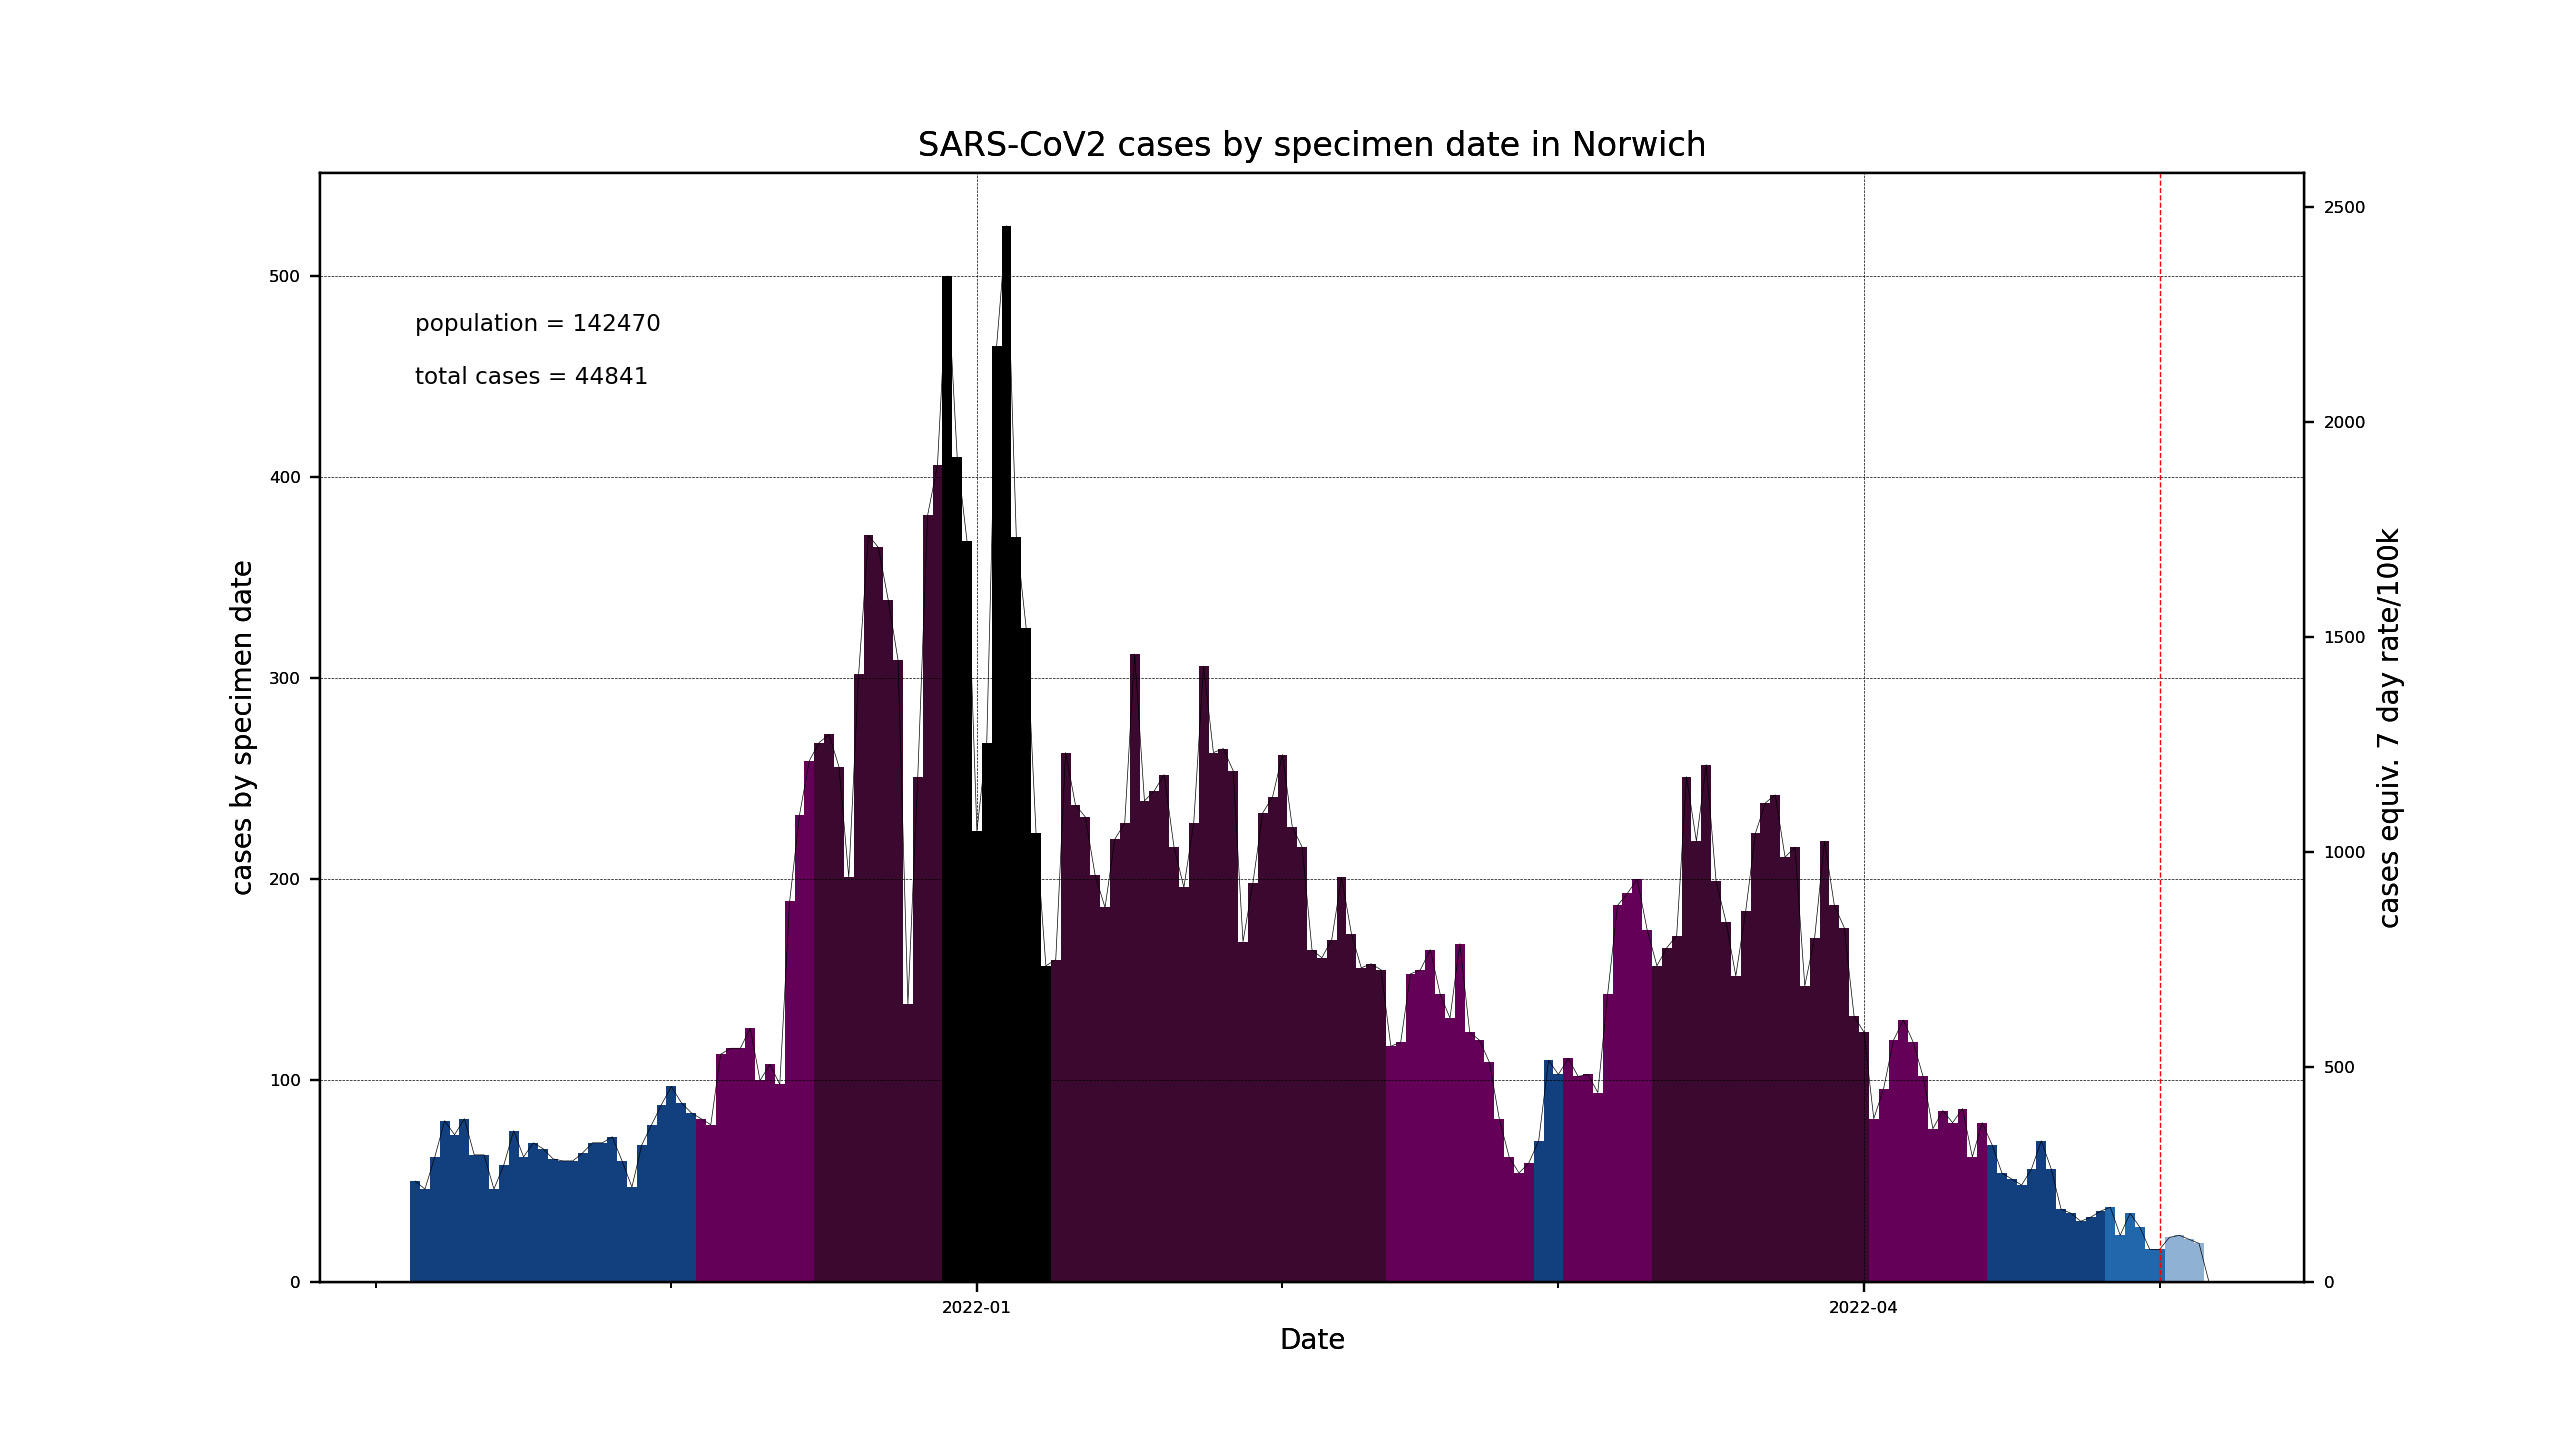 SARS-CoV2 cases by specimen date in Norwich
population = 142470
total cases = 44841
cases by specimen date
500
400
300
200
100
0
2500
2000
1500
1000
500
0
cases equiv. 7 day rate/100k
2022-01
2022-04
Date